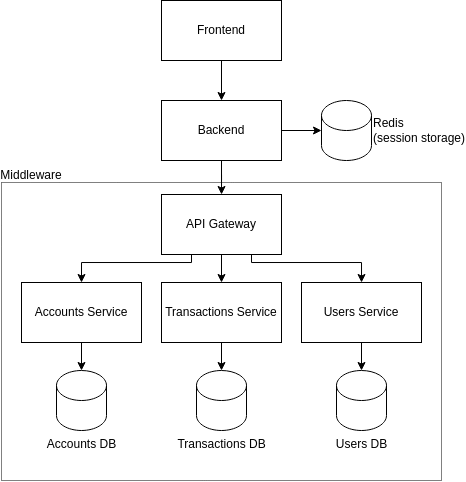 Frontend
Backend
Redis
(session storage)
Middleware
API Gateway
Accounts Service
Transactions Service
Users Service
Accounts DB
Transactions DB
Users DB